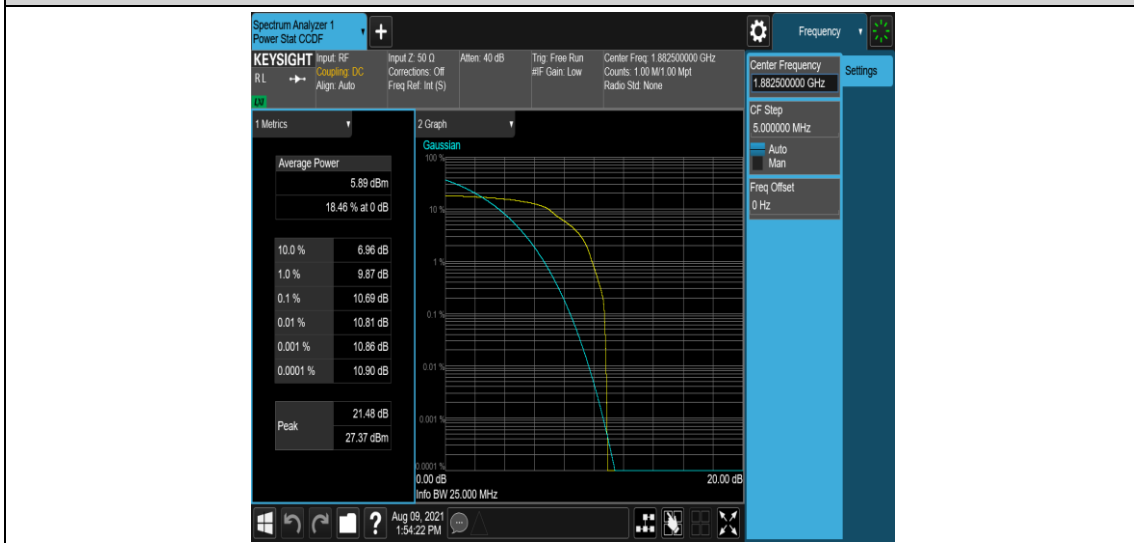 Spectrum Analyzer 1
Power Stat CCDF
+
Frequency
KEYSIGHT
RL
LXI
Input: RF
Coupling: DC
Align: Auto
Input Z: 50 Ω
Corrections: Off
Freq Ref: Int (S)
Atten: 40 dB
Trig: Free Run
#IF Gain: Low
Center Freq: 1.882500000 GHz
Counts: 1.00 M/1.00 Mpt
Radio Std: None
Center Frequency
1.882500000 GHz
Settings
CF Step
5.000000 MHz
Auto
Man
Freq Offset
0 Hz
1 Metrics
Average Power
5.89 dBm
18.46 % at 0 dB
10.0 % 6.96 dB
1.0 % 9.87 dB
0.1 % 10.69 dB
0.01 % 10.81 dB
0.001 % 10.86 dB
0.0001 % 10.90 dB
Peak
21.48 dB
27.37 dBm
2 Graph
Gaussian
100 %
10 %
1 %
0.1 %
0.01 %
0.001 %
0.0001 %
0.00 dB 20.00 dB
Info BW 25.000 MHz
?
Aug 09, 2021
1:54:22 PM